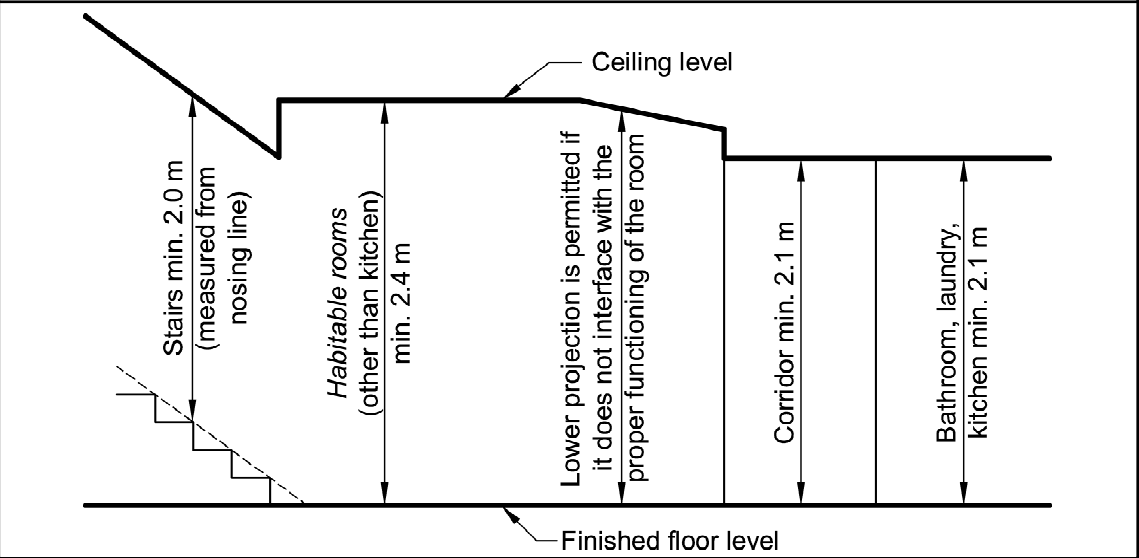 Ceiling level
Stairs min. 2.0 m
(measured from
nosing line)
Habitable rooms
(other than kitchen)
min. 2.4 m
Lower projection is permitted if
it does not interface with the
proper functioning of the room
Corridor min. 2.1 m
Bathroom, laundry,
kitchen min. 2.1 m
Finished floor level